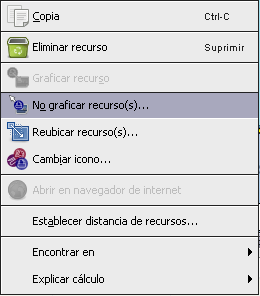 Copia Ctrl-C
Eliminar recurso Suprimir
Graficar recurso
No graficar recurso(s)...
Reubicar recurso(s)...
Cambiar icono...
Abrir en navegador de internet
Establecer distancia de recursos...
Encontrar en
Explicar cálculo